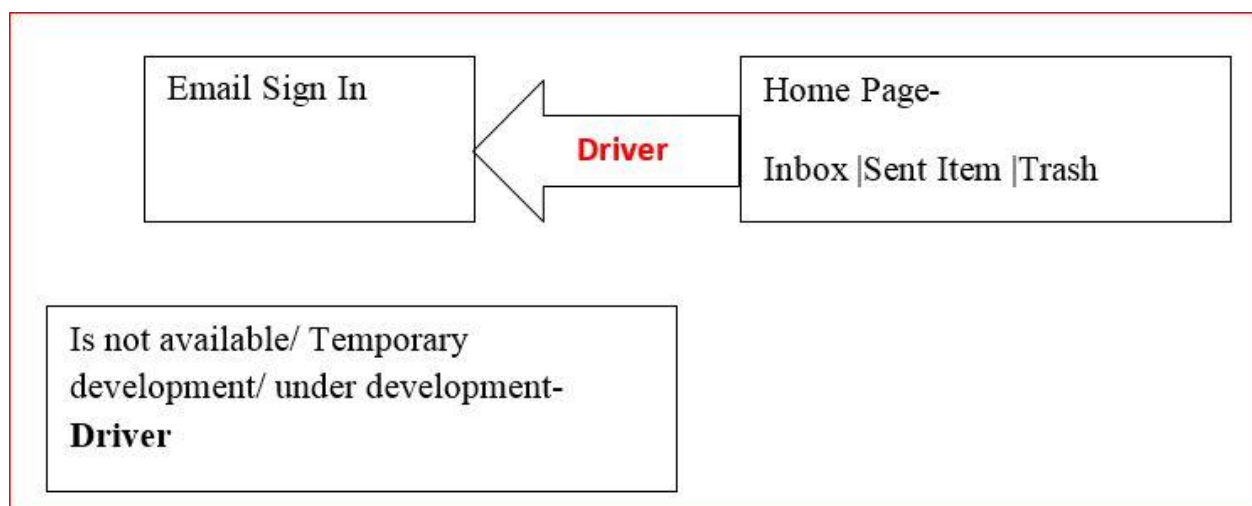 Email Sign In
Driver
Home Page-
Inbox |Sent Item |Trash
Is not available/ Temporary
development/ under development-
Driver